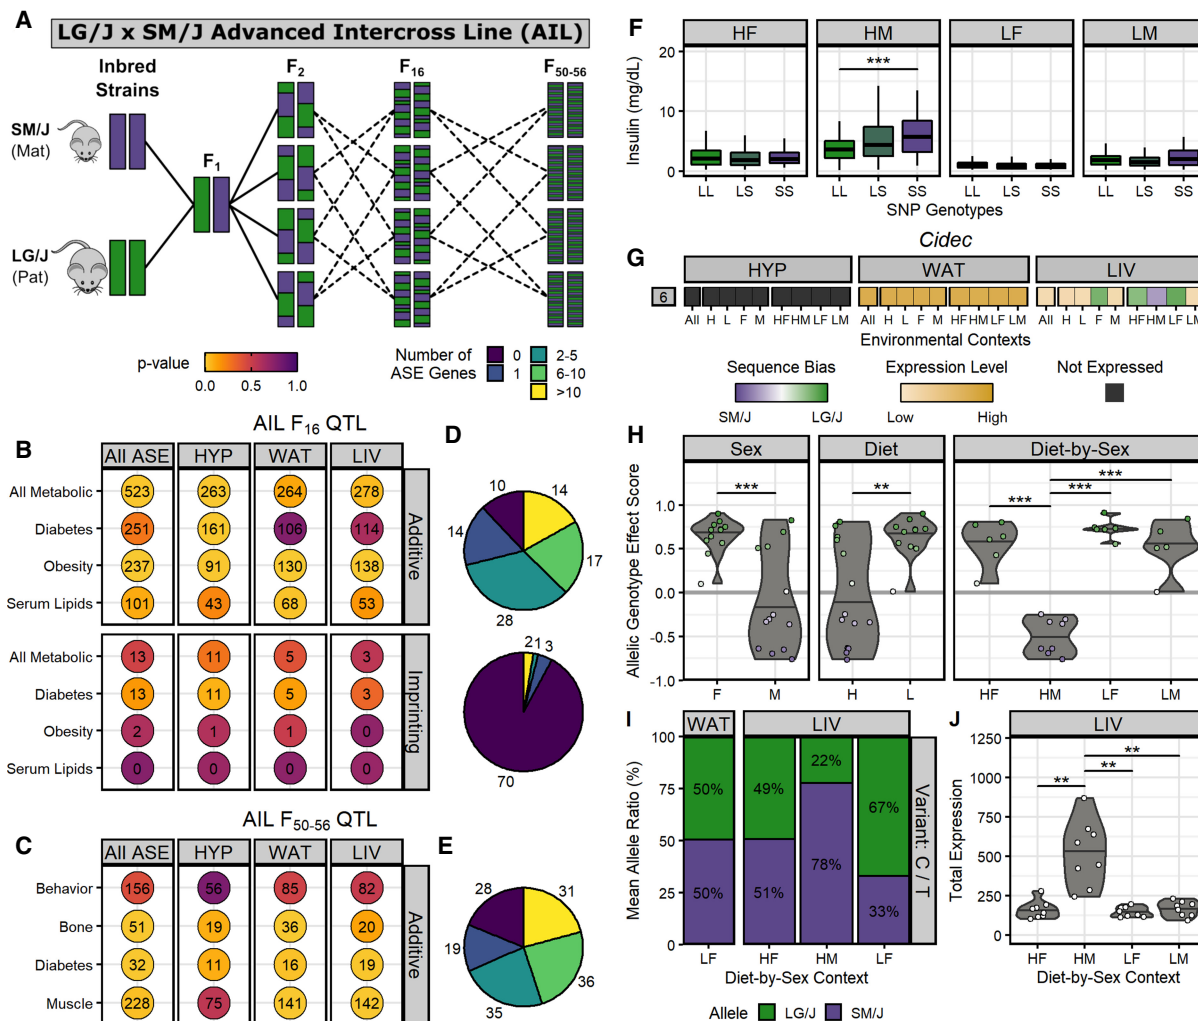 A
LG/J x SM/J Advanced Intercross Line (AIL)
Inbred
Strains
F1
F2
F16
F50-56
SM/J
(Mat)
LG/J
(Pat)
p-value
0.0 0.5 1.0
Number of
ASE Genes
0
1
2-5
6-10
>10
AIL F16 QTL
B
All ASE HYP WAT LIV
All Metabolic 523 263 264 278
Diabetes 251 161 106 114
Obesity 237 91 130 138
Serum Lipids 101 43 68 53
Additive
All Metabolic 13 11 5 3
Diabetes 13 11 5 3
Obesity 2 1 1 0
Serum Lipids 0 0 0 0
Imprinting
D
10 14
14 17
28
2 1 3
70
AIL F50-56 QTL
C
All ASE HYP WAT LIV
Behavior 156 56 85 82
Bone 51 19 36 20
Diabetes 32 11 16 19
Muscle 228 75 141 142
Additive
E
28 31
19 36
35
F
HF HM LF LM
Insulin (mg/dL)
20
10
0
***
LL LS SS LL LS SS LL LS SS LL LS SS
SNP Genotypes
Cidec
G
HYP WAT LIV
6
All H L F M HF HM LF LM All H L F M HF HM LF LM All H L F M HF HM LF LM
Environmental Contexts
Sequence Bias
SM/J LG/J
Expression Level
Low High
Not Expressed
H
Sex Diet Diet-by-Sex
Allelic Genotype Effect Score
1.0
0.5
0.0
-0.5
-1.0
*** ** *** *** ***
F M H L HF HM LF LM
I
WAT LIV
Mean Allele Ratio (%)
100
75
50
25
0
50% 49% 22% 67%
50% 51% 78% 33%
Variant: C / T
LF HF HM LF
Diet-by-Sex Context
Allele LG/J SM/J
J
LIV
Total Expression
1250
1000
750
500
250
0
** ** **
HF HM LF LM
Diet-by-Sex Context